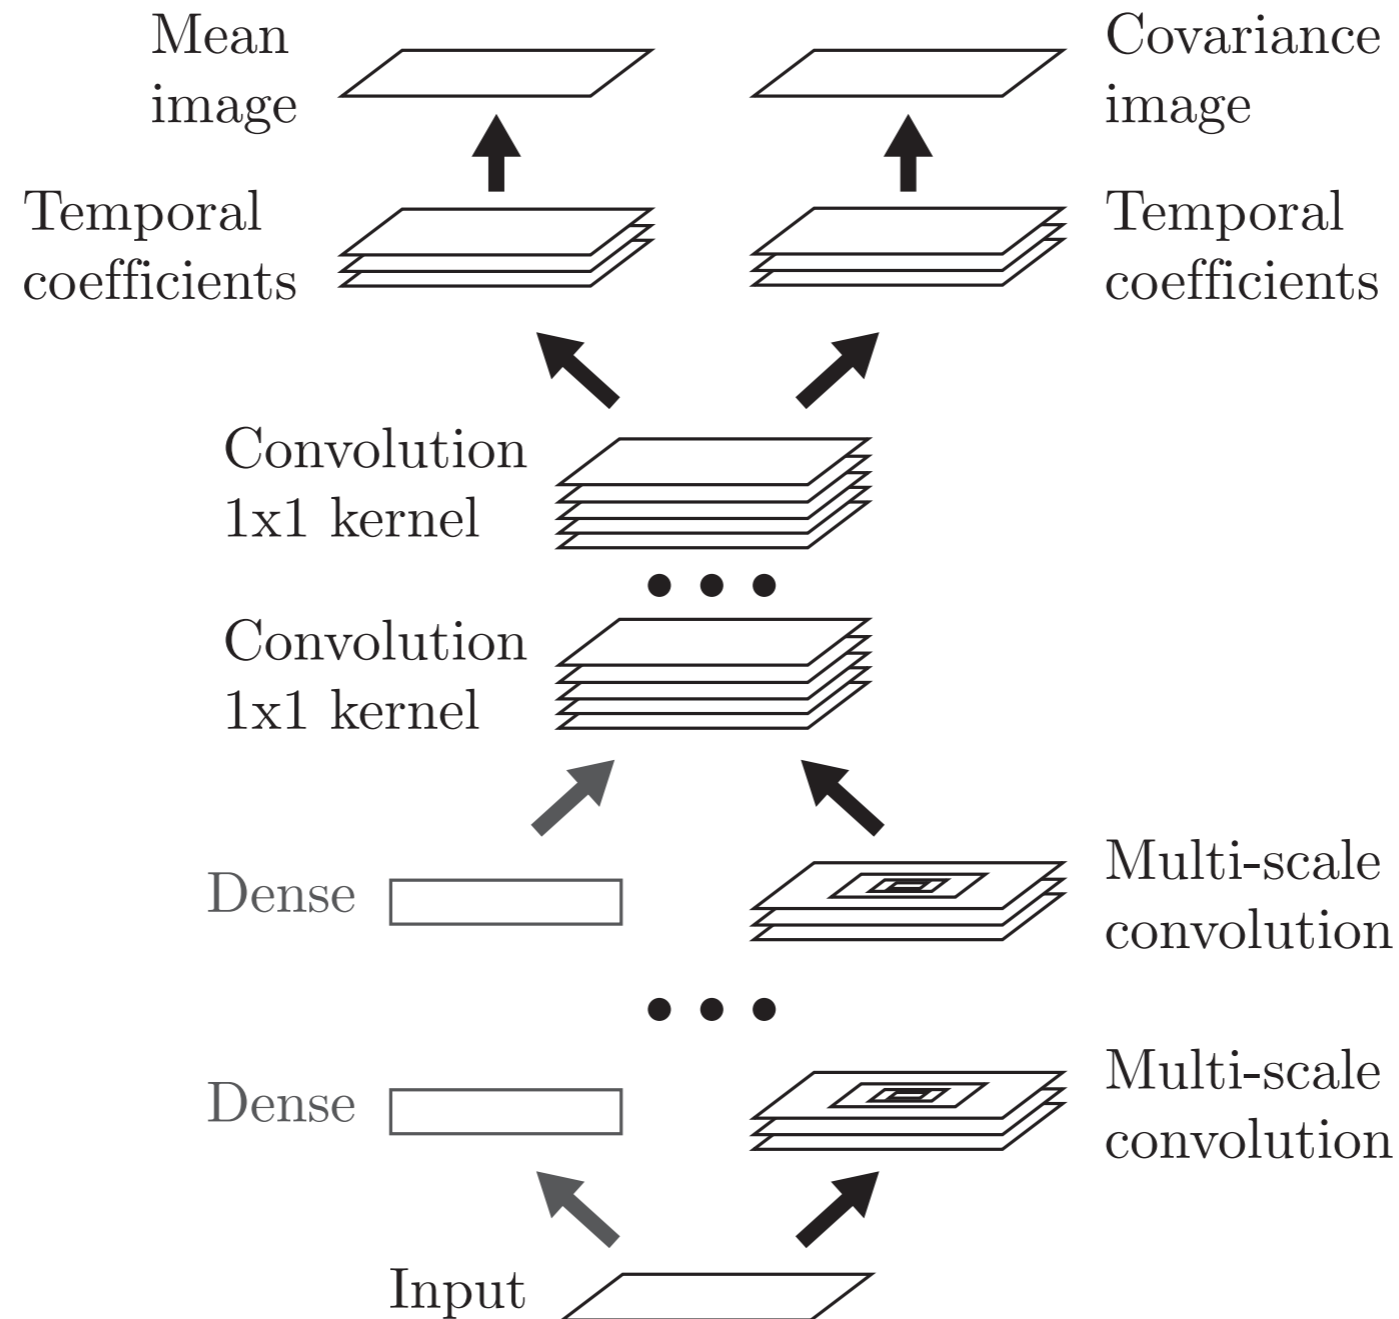 Mean
image
Covariance
image
Temporal
coefficients
Temporal
coefficients
Convolution
1x1 kernel
Convolution
1x1 kernel
Dense
Multi-scale
convolution
Dense
Multi-scale
convolution
Input